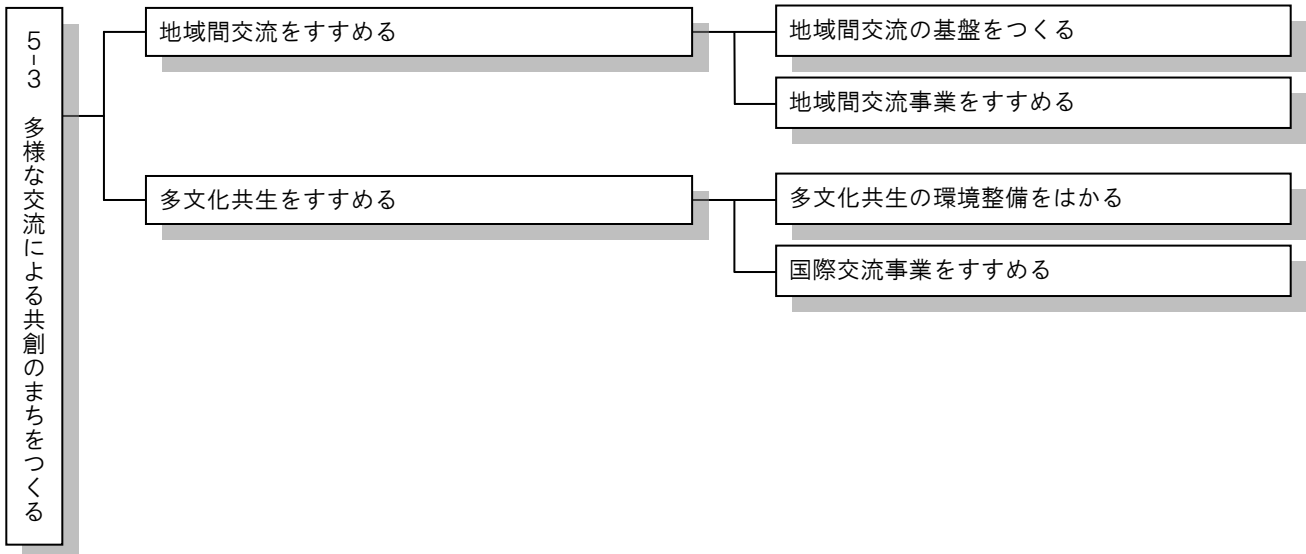 5-3 多様な交流による共創のまちをつくる
地域間交流をすすめる
地域間交流の基盤をつくる
地域間交流事業をすすめる
多文化共生をすすめる
多文化共生の環境整備をはかる
国際交流事業をすすめる